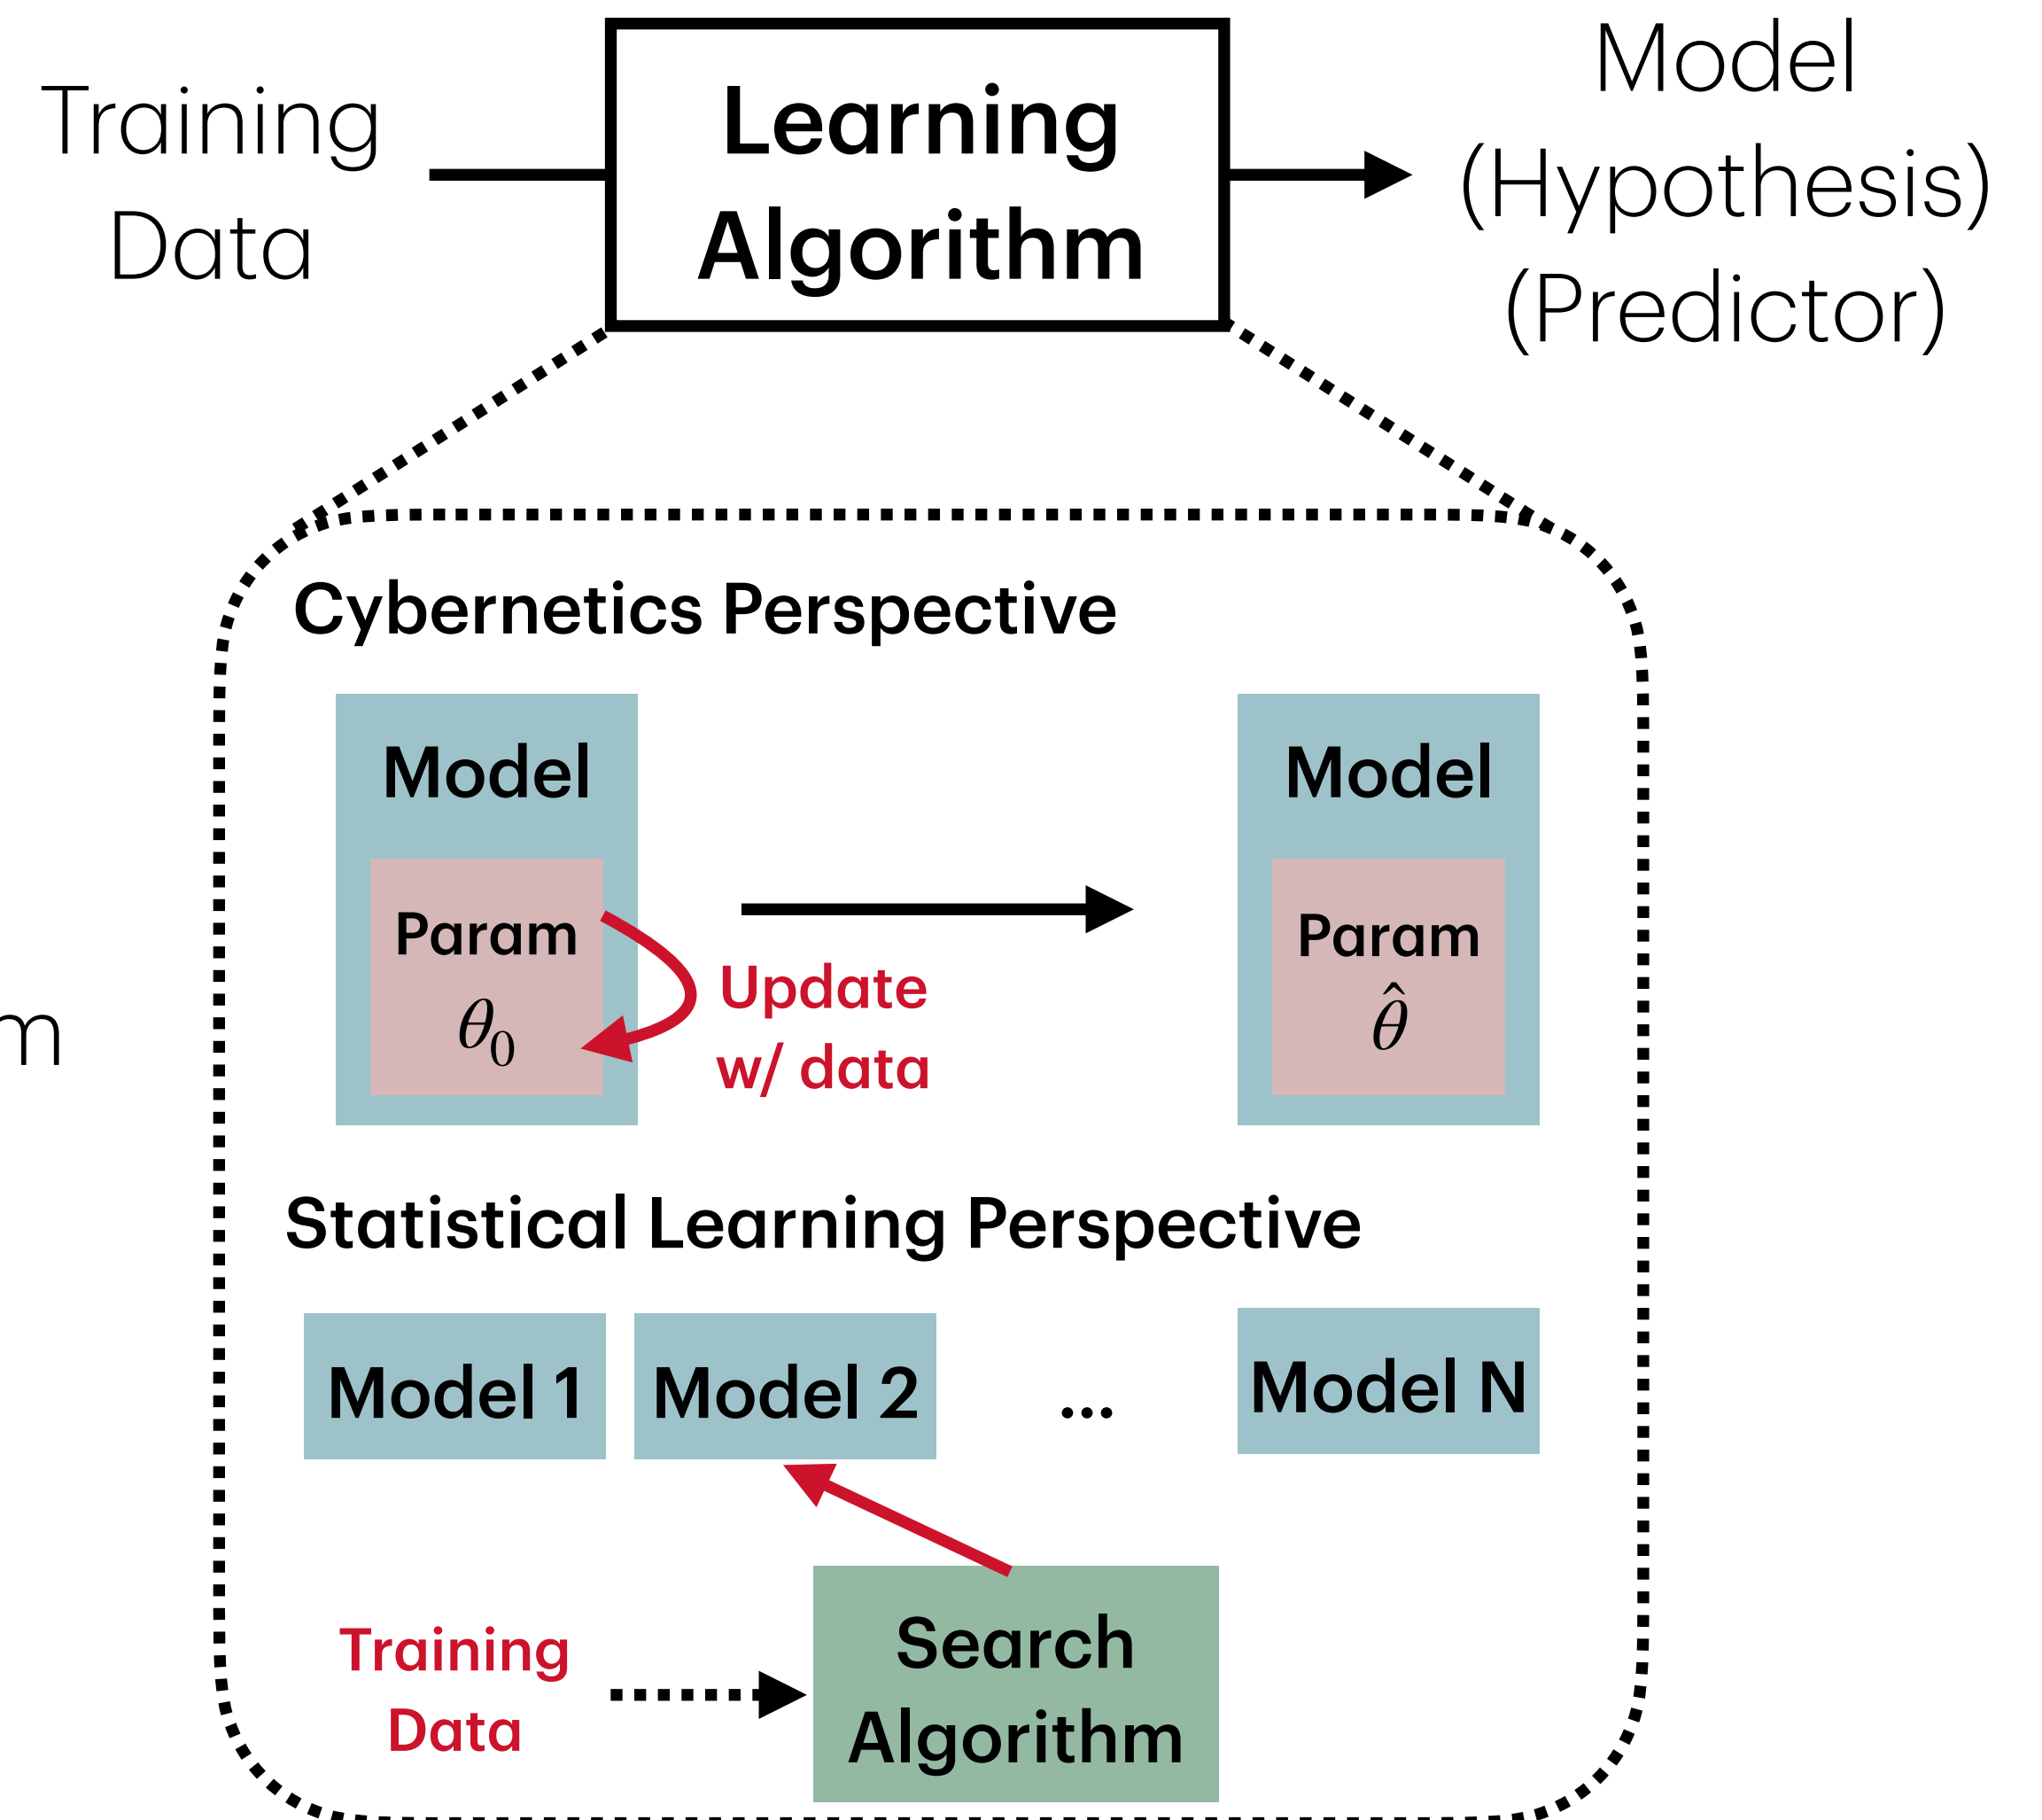 Training
Data
Learning
Algorithm
Model
(Hypothesis)
(Predictor)
Cybernetics Perspective
Model
Param
θ₀
Update
w/ data
Model
Param
θ̂
m
Statistical Learning Perspective
Model 1
Model 2
...
Model N
Training
Data
Search
Algorithm